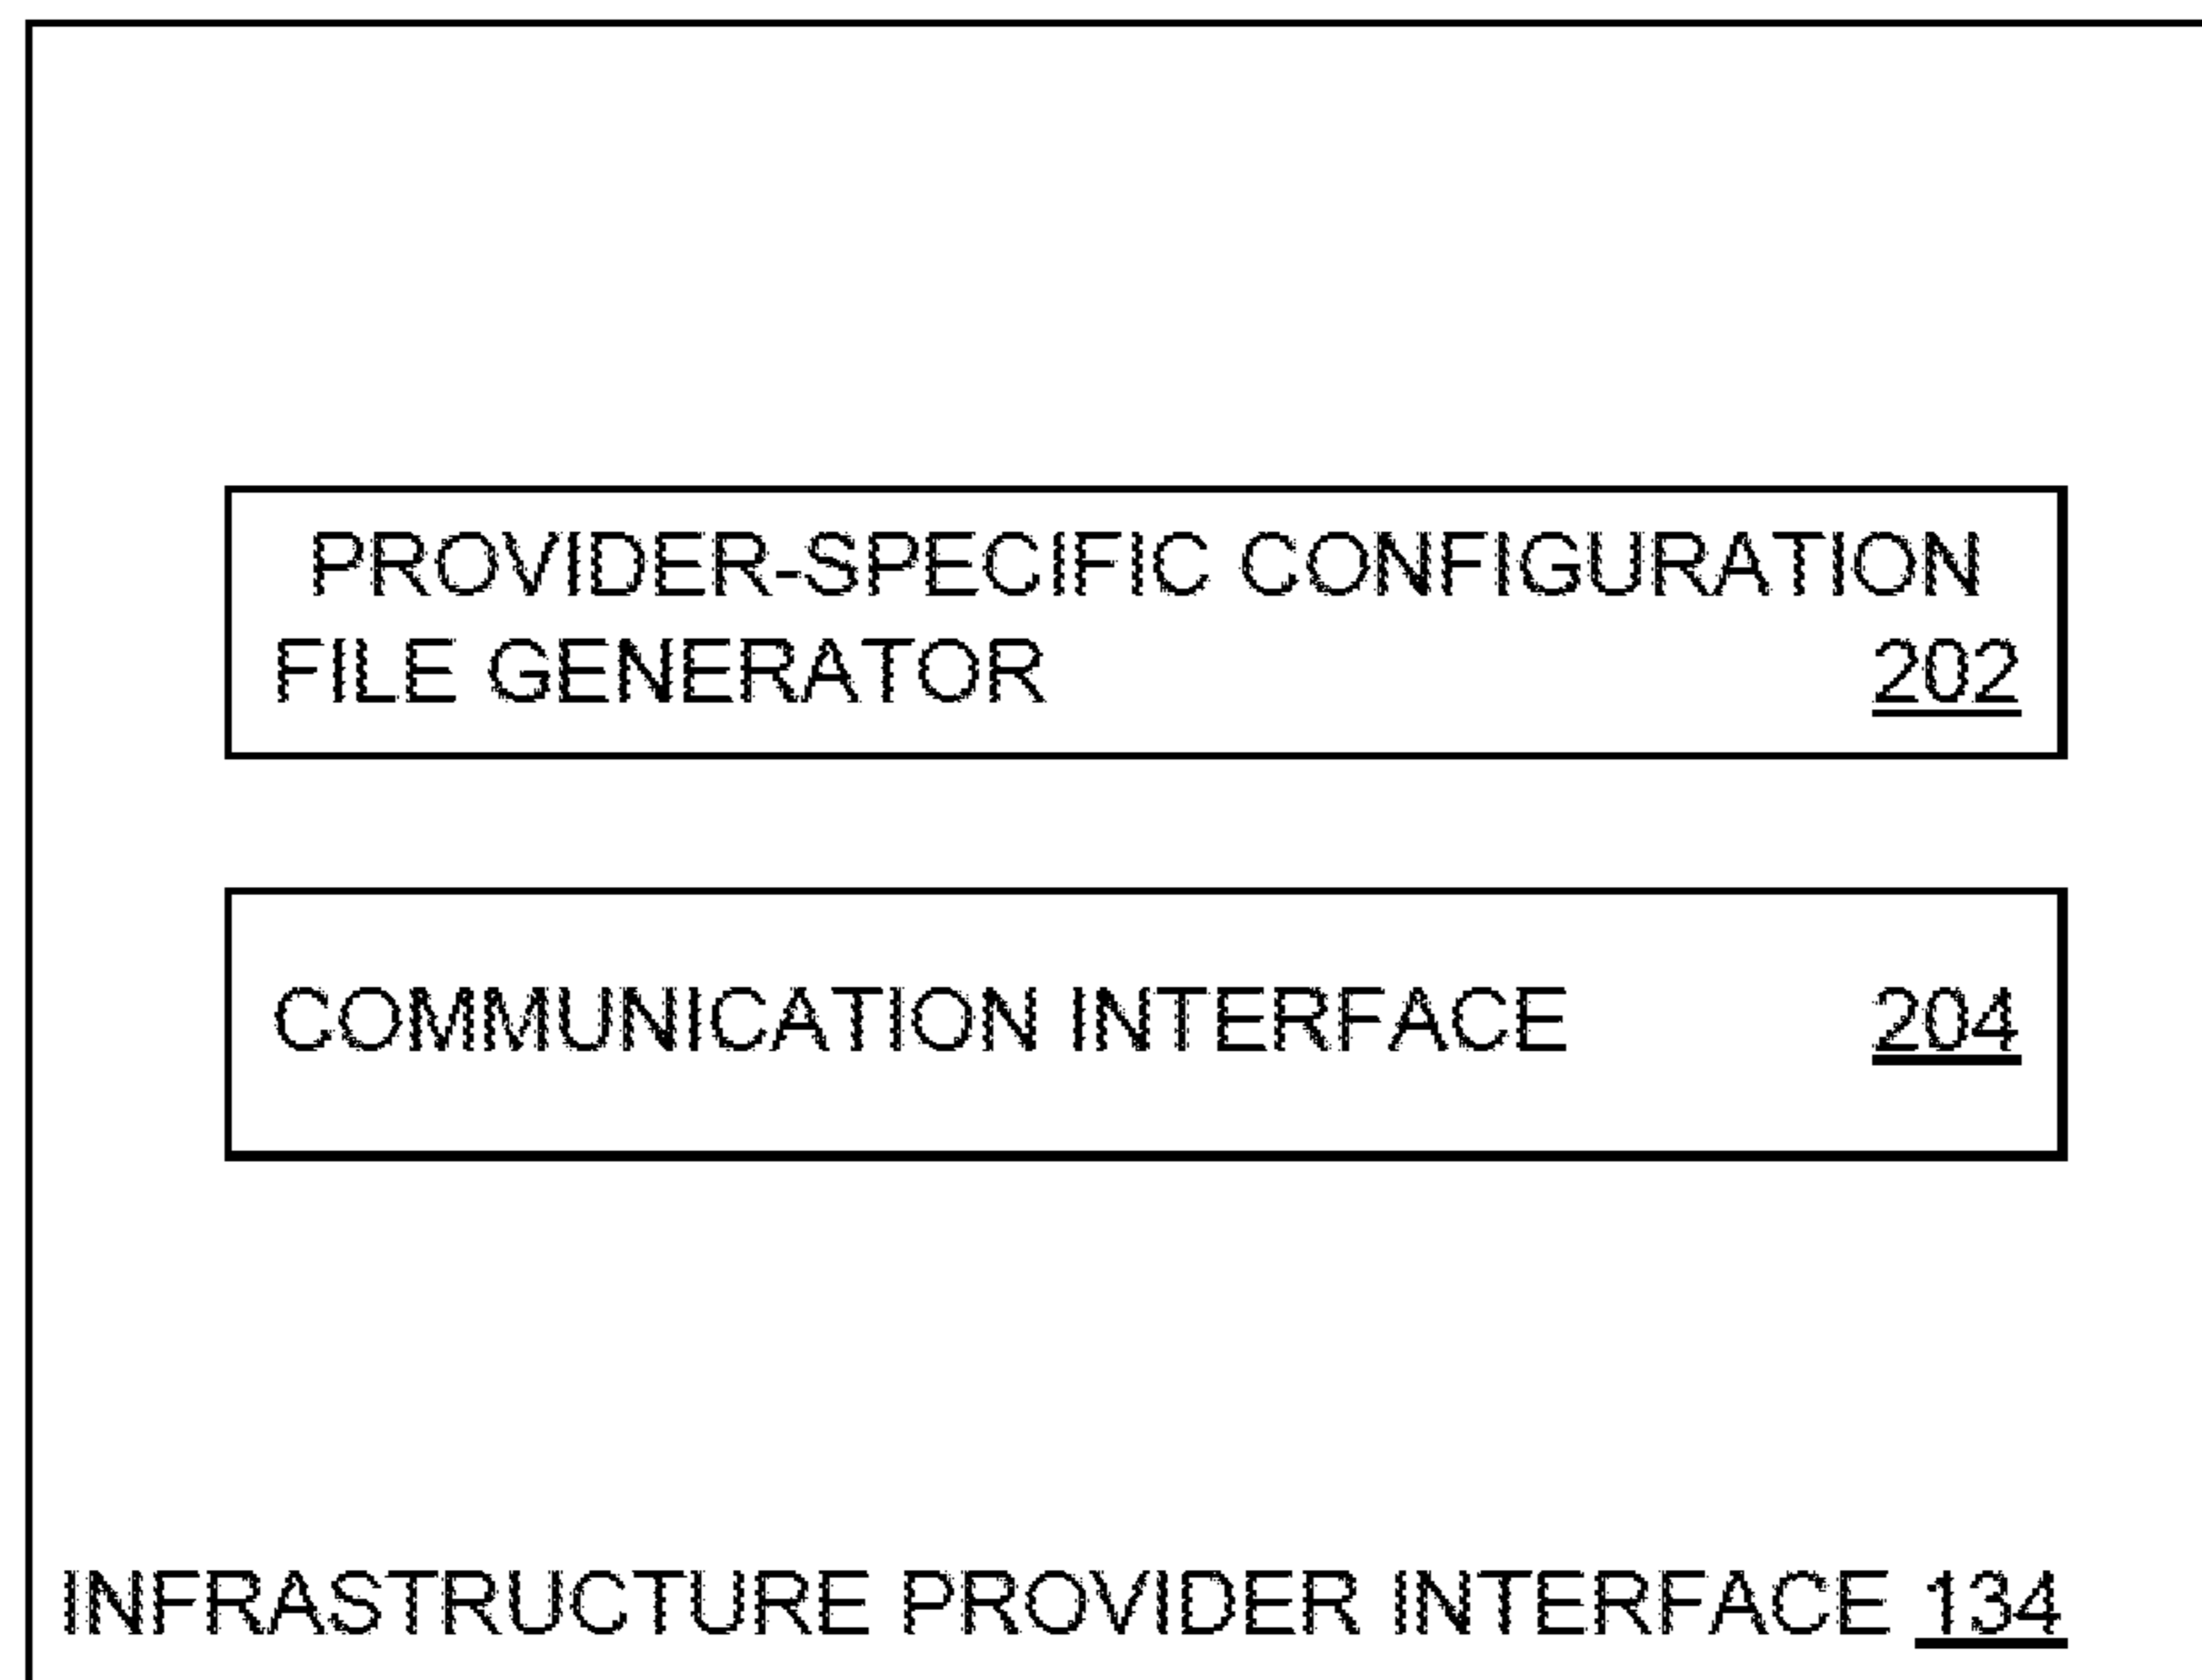 PROVIDER-SPECIFIC CONFIGURATION
FILE GENERATOR 202
COMMUNICATION INTERFACE 204
INFRASTRUCTURE PROVIDER INTERFACE 134